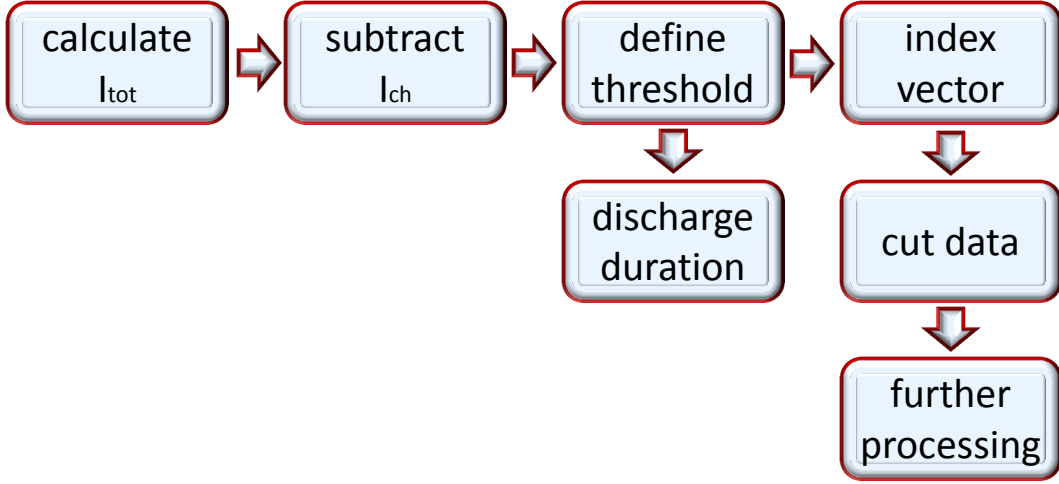 calculate
Itot
subtract
Ich
define
threshold
index
vector
discharge
duration
cut data
further
processing